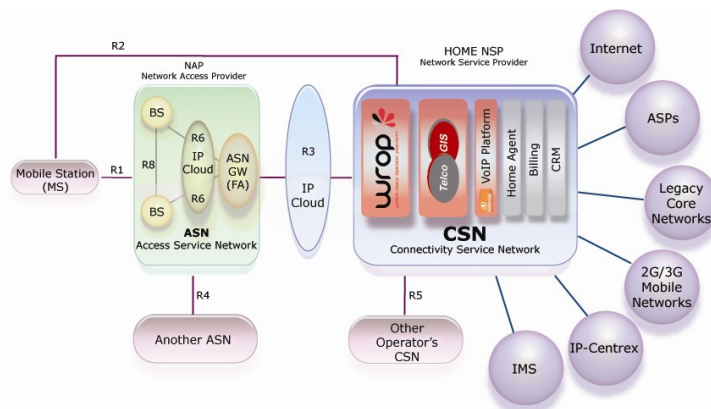 R2
HOME NSP
Network Service Provider
NAP
Network Access Provider
Internet
ASPs
Legacy
Core
Networks
2G/3G
Mobile
Networks
IP-Centrex
IMS
BS
R6
R8
IP
Cloud
ASN
GW
(FA)
R6
BS
ASN
Access Service Network
Mobile Station
(MS)
R1
R3
IP
Cloud
wrap
Telco
GIS
VoIP Platform
Home Agent
Billing
CRM
CSN
Connectivity Service Network
R4
R5
Another ASN
Other
Operator's
CSN